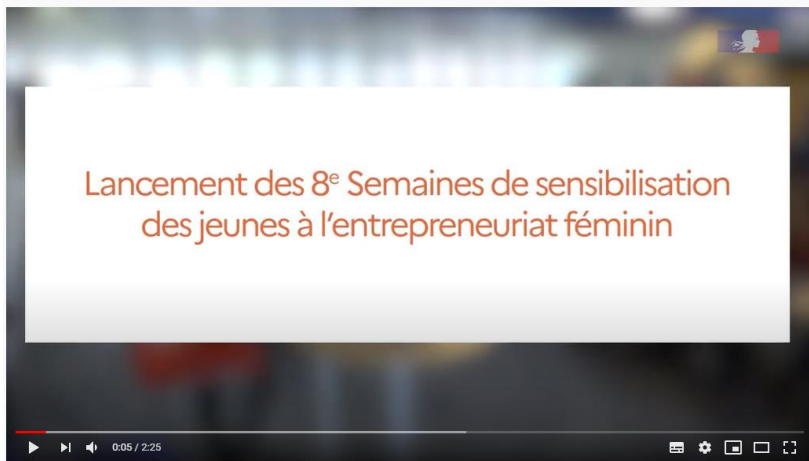 Lancement des 8e Semaines de sensibilisation
des jeunes à l'entrepreneuriat féminin
0:05 / 2:25